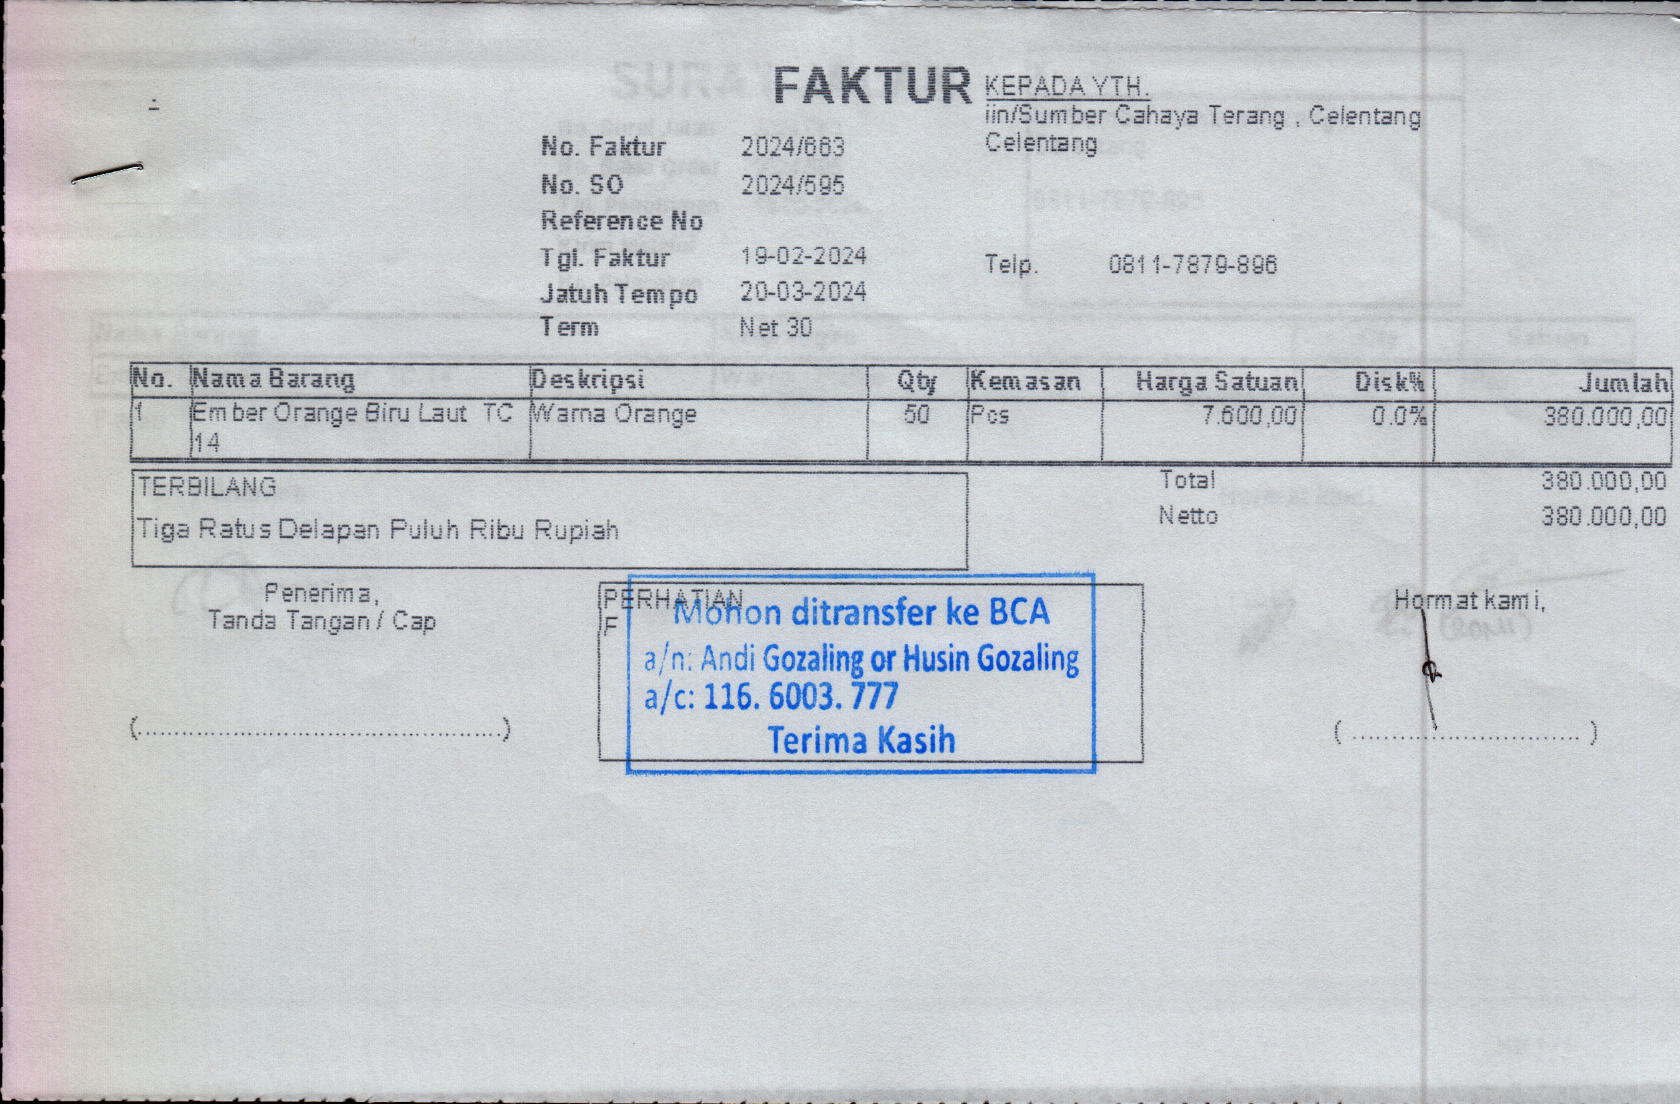 FAKTUR
KEPADA YTH.
iin/Sumber Cahaya Terang , Celentang
Celentang
No. Faktur 2024/663
No. SO 2024/595
Reference No
Tgl. Faktur 19-02-2024
Telp. 0811-7879-896
Jatuh Tempo 20-03-2024
Term Net 30
No. Nama Barang Deskripsi Qty Kemasan Harga Satuan Disk% Jumlah
1 Ember Orange Biru Laut TC Warna Orange 50 Pcs 7.600,00 0.0% 380.000,00
14
TERBILANG
Tiga Ratus Delapan Puluh Ribu Rupiah
Total 380.000,00
Netto 380.000,00
Penerima,
Tanda Tangan / Cap
(....................................................)
PERHATIAN
F
Mohon ditransfer ke BCA
a/n: Andi Gozaling or Husin Gozaling
a/c: 116. 6003. 777
Terima Kasih
Hormat kami,
( ................................ )